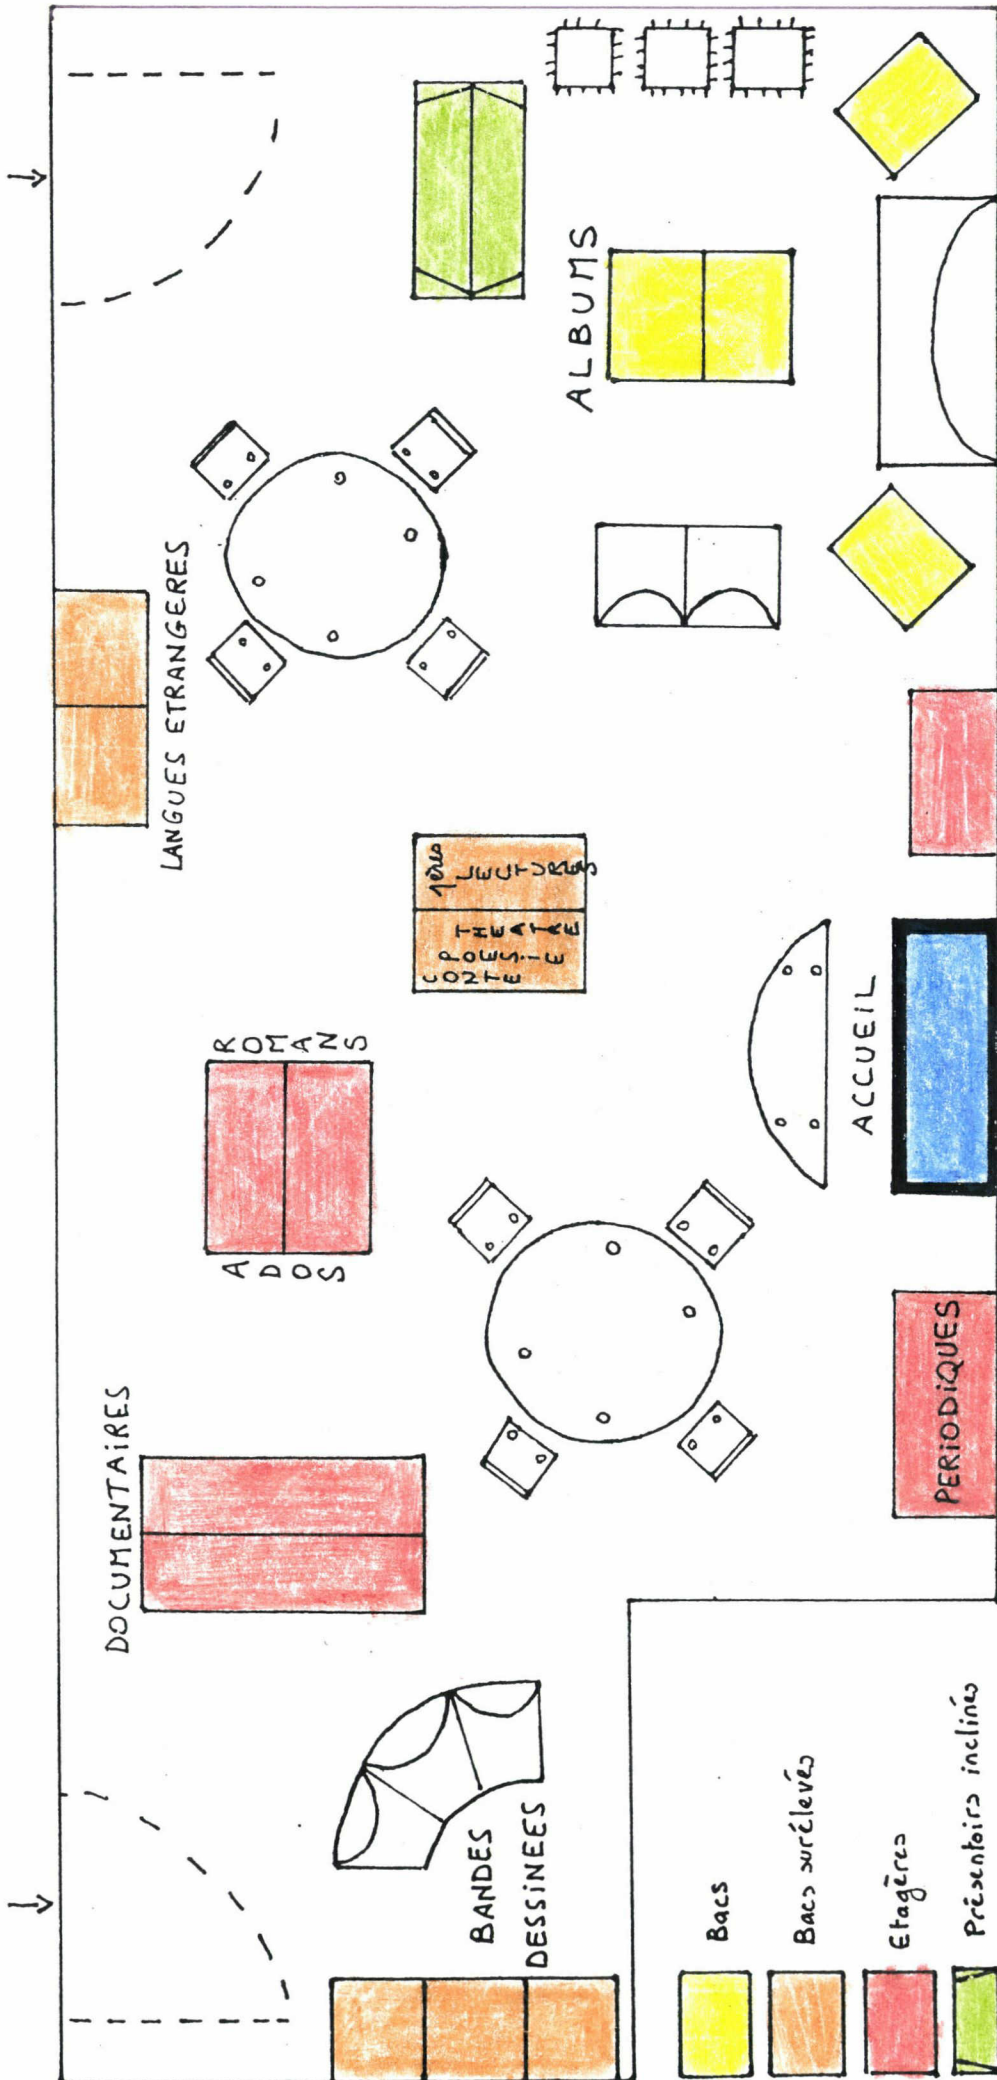 DOCUMENTAIRES
LANGUES ETRANGERES
ADOS
ROMANS
CONTE
POESiE
THEATRE
1ères
LECTURES
ALBUMS
BANDES
DESSINEES
ACCUEIL
PERIODiQUES
Bacs
Bacs surélevés
Etagères
Présentoirs inclinés